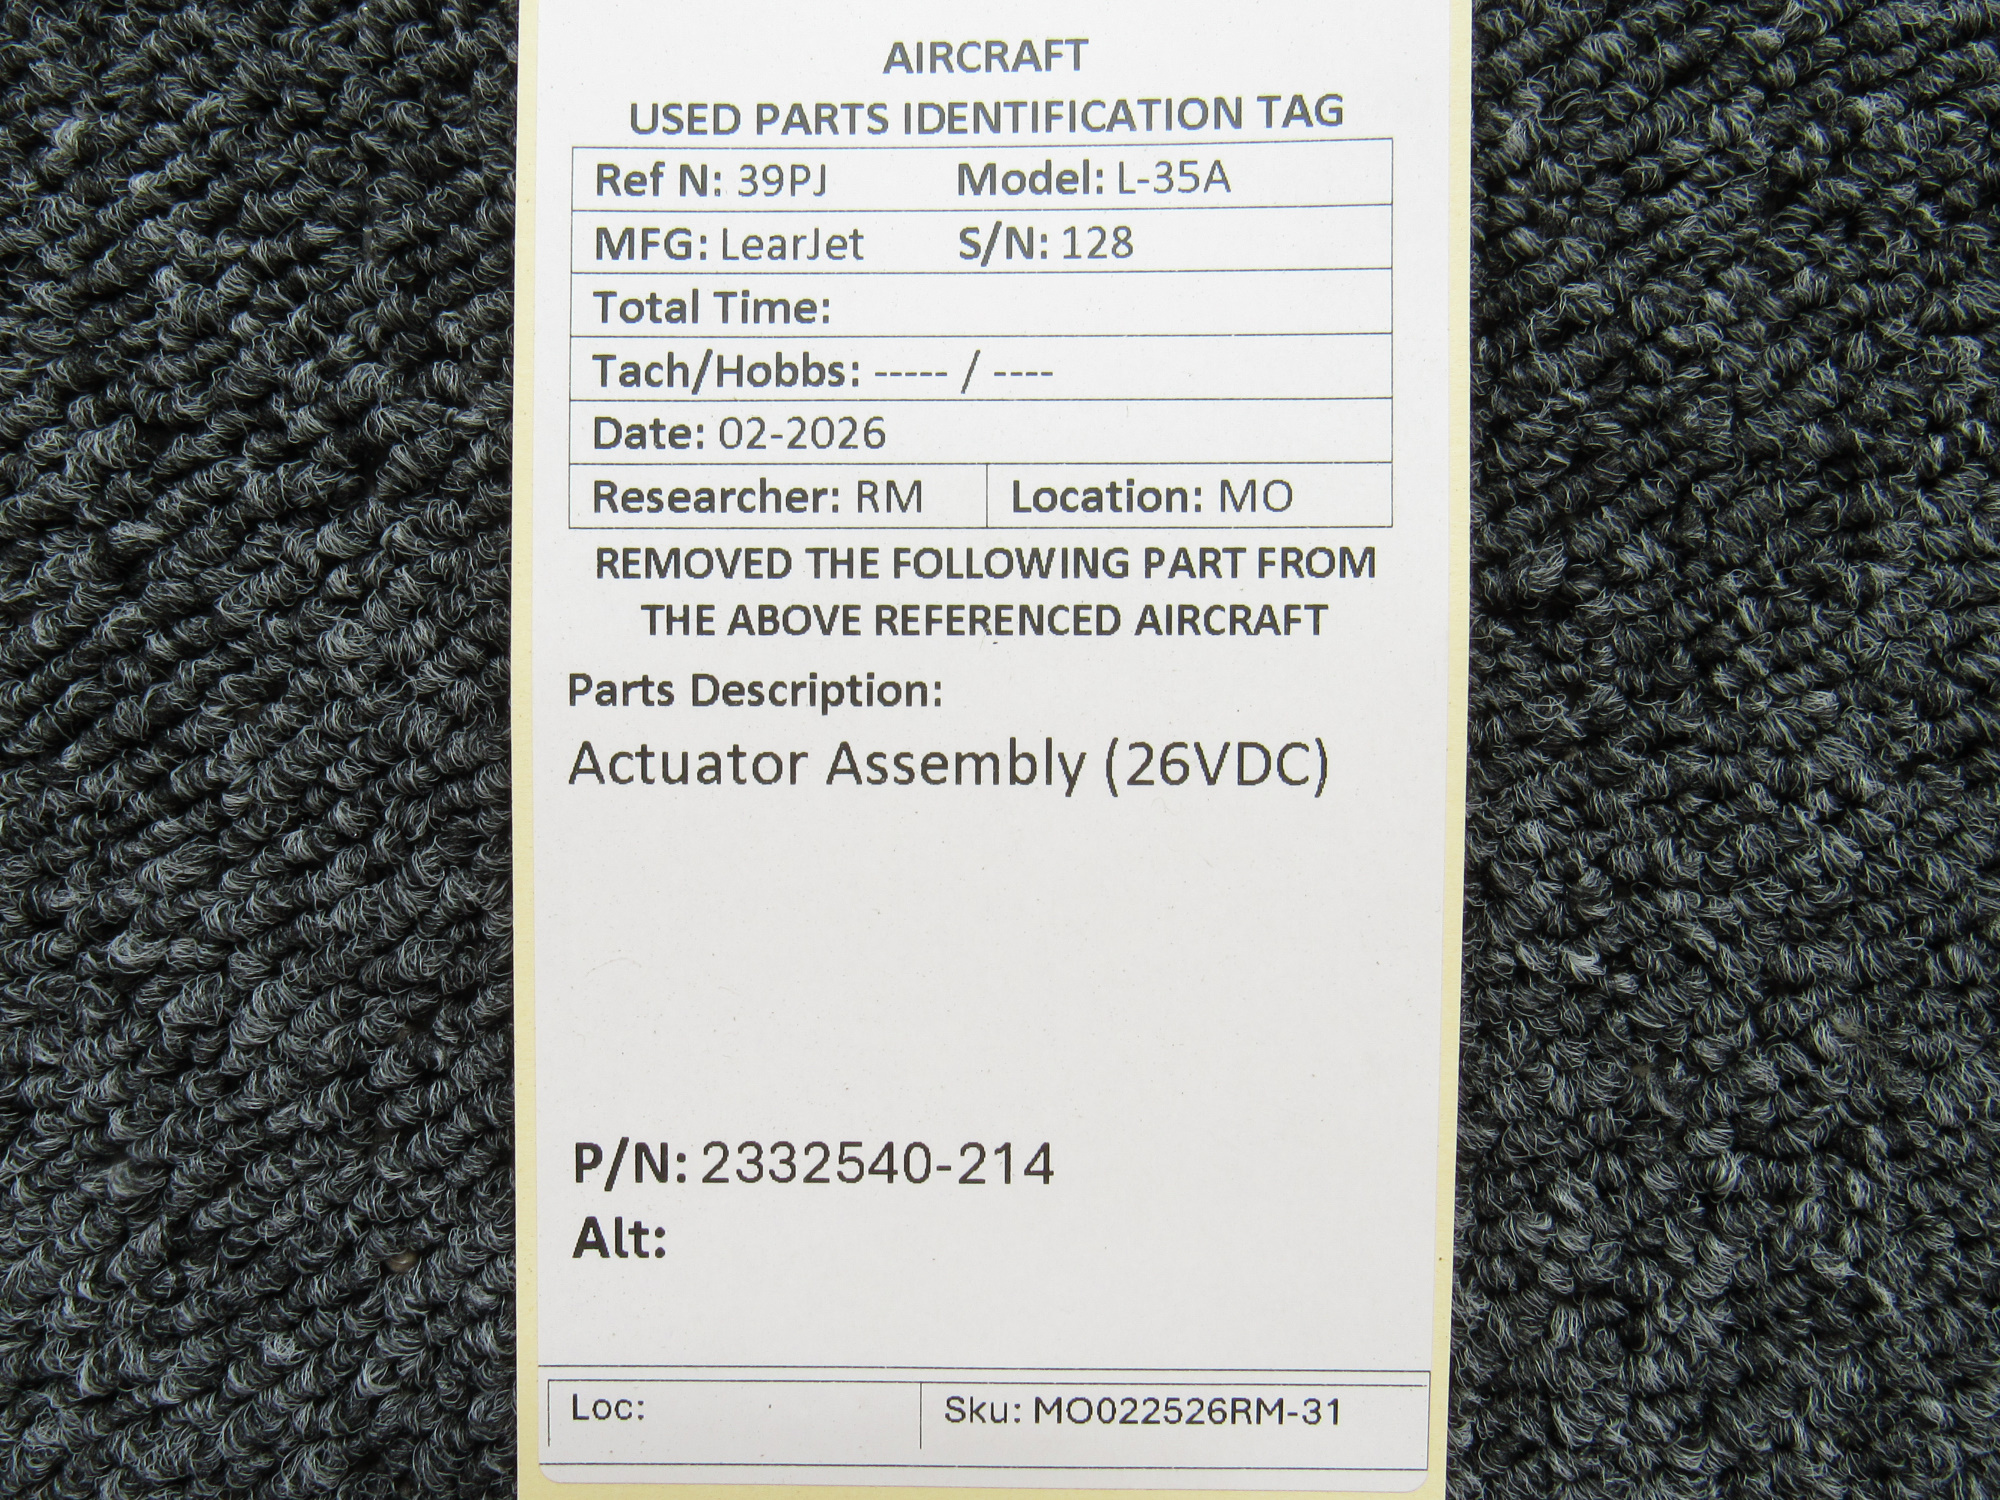 AIRCRAFT
USED PARTS IDENTIFICATION TAG
Ref N: 39PJ Model: L-35A
MFG: LearJet S/N: 128
Total Time:
Tach/Hobbs: ----- / ----
Date: 02-2026
Researcher: RM Location: MO
REMOVED THE FOLLOWING PART FROM
THE ABOVE REFERENCED AIRCRAFT
Parts Description:
Actuator Assembly (26VDC)
P/N: 2332540-214
Alt:
Loc: Sku: MO022526RM-31